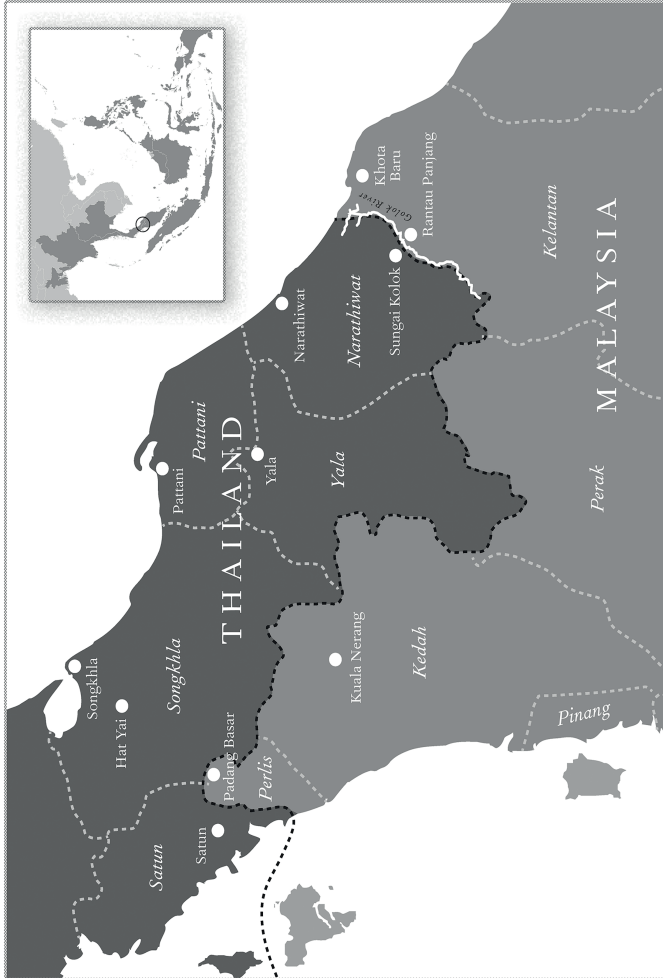 THAILAND
MALAYSIA
Songkhla
Songkhla
Hat Yai
Satun
Satun
Padang Basar
Perlis
Pattani
Pattani
Yala
Yala
Narathiwat
Narathiwat
Sungai Kolok
Golok River
Khota
Baru
Rantau Panjang
Kuala Nerang
Kedah
Pinang
Perak
Kelantan